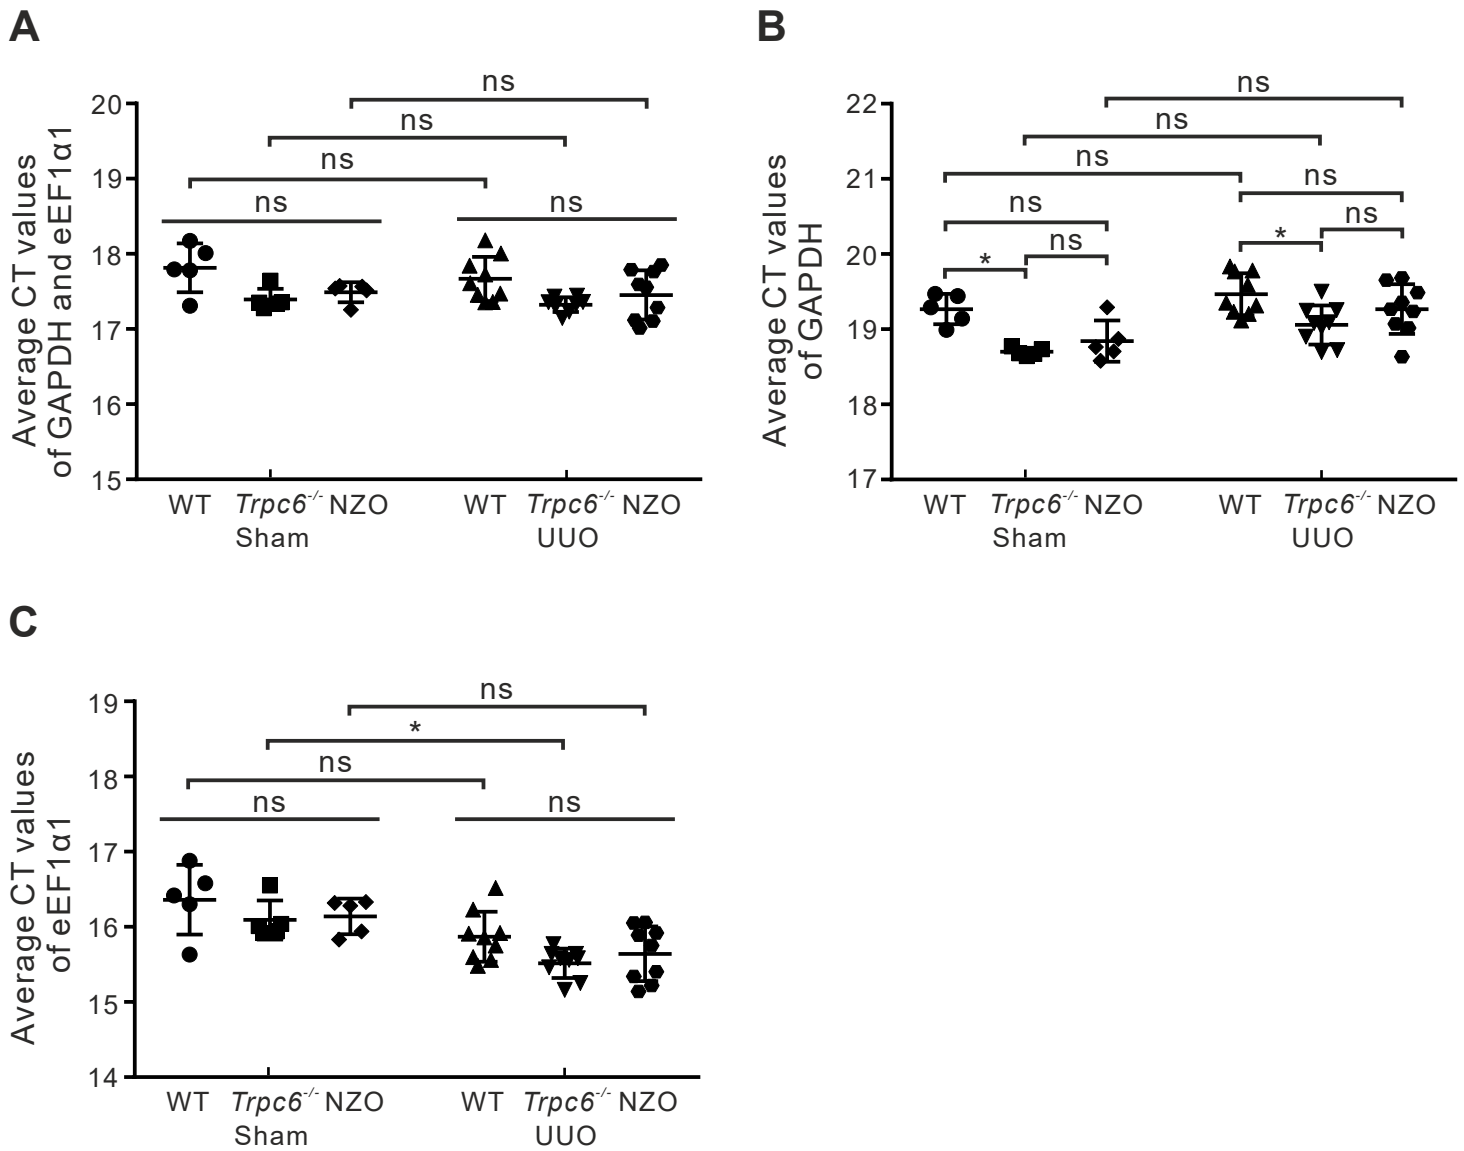 A
Average CT values
of GAPDH and eEF1α1
20
19
18
17
16
15
ns
ns
ns
ns
ns
WT Trpc6-/- NZO WT Trpc6-/- NZO
Sham UUO
B
Average CT values
of GAPDH
22
21
20
19
18
17
ns
ns
ns
ns
ns
ns
ns
*
*
WT Trpc6-/- NZO WT Trpc6-/- NZO
Sham UUO
C
Average CT values
of eEF1α1
19
18
17
16
15
14
ns
*
ns
ns
ns
WT Trpc6-/- NZO WT Trpc6-/- NZO
Sham UUO